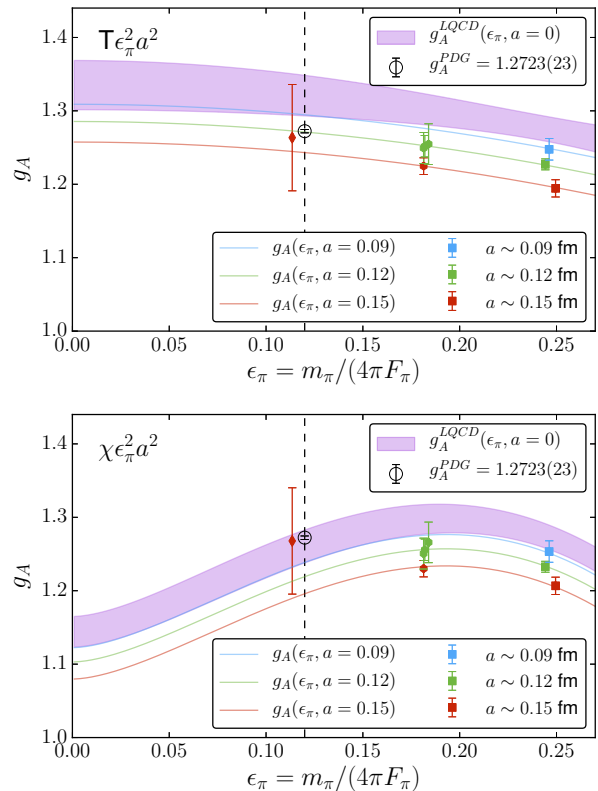 1.4
1.3
1.2
1.1
1.0
g_A
Τϵ_π^2 a^2
g_A^{LQCD}(ϵ_π, a = 0)
g_A^{PDG} = 1.2723(23)
g_A(ϵ_π, a = 0.09)
a ∼ 0.09 fm
g_A(ϵ_π, a = 0.12)
a ∼ 0.12 fm
g_A(ϵ_π, a = 0.15)
a ∼ 0.15 fm
0.00 0.05 0.10 0.15 0.20 0.25
ϵ_π = m_π/(4πF_π)
1.4
1.3
1.2
1.1
1.0
g_A
χϵ_π^2 a^2
g_A^{LQCD}(ϵ_π, a = 0)
g_A^{PDG} = 1.2723(23)
g_A(ϵ_π, a = 0.09)
a ∼ 0.09 fm
g_A(ϵ_π, a = 0.12)
a ∼ 0.12 fm
g_A(ϵ_π, a = 0.15)
a ∼ 0.15 fm
0.00 0.05 0.10 0.15 0.20 0.25
ϵ_π = m_π/(4πF_π)